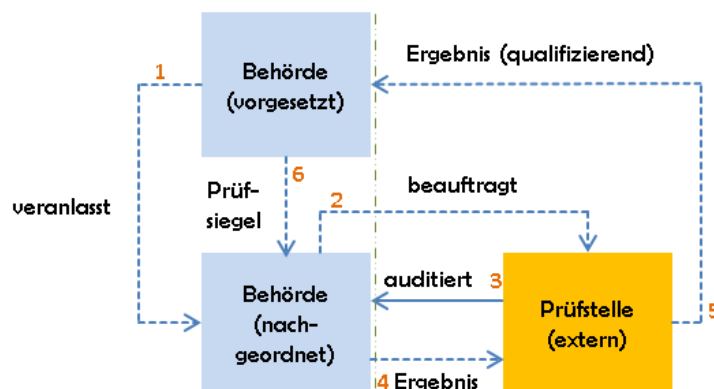 1
Behörde
(vorgesetzt)
Ergebnis (qualifizierend)
6
Prüf-
siegel
2
beauftragt
veranlasst
Behörde
(nach-
geordnet)
auditiert
3
Prüfstelle
(extern)
5
4
Ergebnis